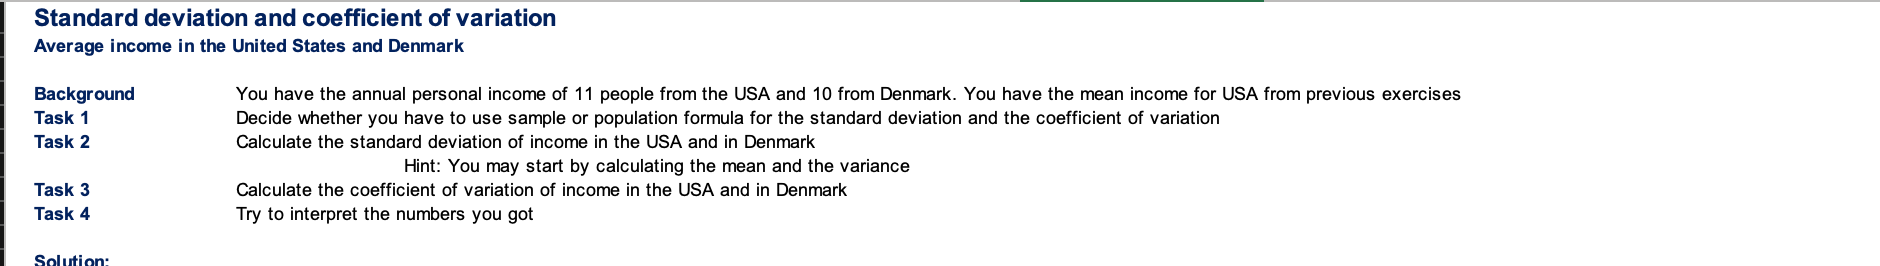 Standard deviation and coefficient of variation
Average income in the United States and Denmark
Background You have the annual personal income of 11 people from the USA and 10 from Denmark. You have the mean income for USA from previous exercises
Task 1 Decide whether you have to use sample or population formula for the standard deviation and the coefficient of variation
Task 2 Calculate the standard deviation of income in the USA and in Denmark
Hint: You may start by calculating the mean and the variance
Task 3 Calculate the coefficient of variation of income in the USA and in Denmark
Task 4 Try to interpret the numbers you got
Solution: